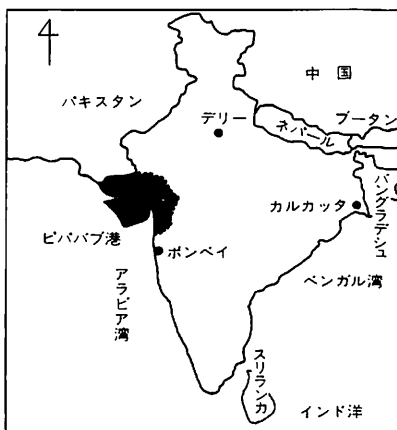 中国
パキスタン
デリー
ネパール
ブータン
バングラデシュ
カルカッタ
ピパバブ港
ボンベイ
アラビア湾
ベンガル湾
スリランカ
インド洋